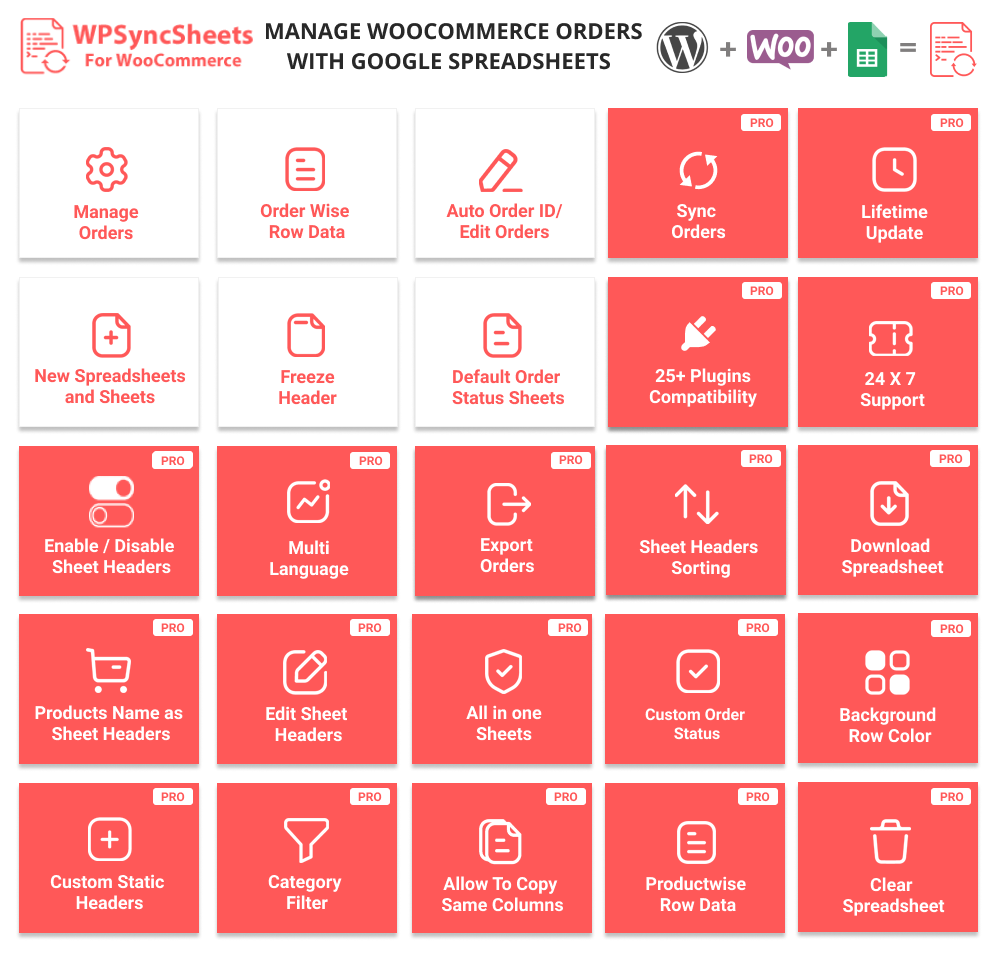 WPSyncSheets
For WooCommerce
MANAGE WOOCOMMERCE ORDERS
WITH GOOGLE SPREADSHEETS
W
+
WOO
+
=
Manage
Orders
Order Wise
Row Data
Auto Order ID/
Edit Orders
PRO
Sync
Orders
PRO
Lifetime
Update
New Spreadsheets
and Sheets
Freeze
Header
Default Order
Status Sheets
PRO
25+ Plugins
Compatibility
PRO
24 X 7
Support
PRO
Enable / Disable
Sheet Headers
PRO
Multi
Language
PRO
Export
Orders
PRO
Sheet Headers
Sorting
PRO
Download
Spreadsheet
PRO
Products Name as
Sheet Headers
PRO
Edit Sheet
Headers
PRO
All in one
Sheets
PRO
Custom Order
Status
PRO
Background
Row Color
PRO
Custom Static
Headers
PRO
Category
Filter
PRO
Allow To Copy
Same Columns
PRO
Productwise
Row Data
PRO
Clear
Spreadsheet